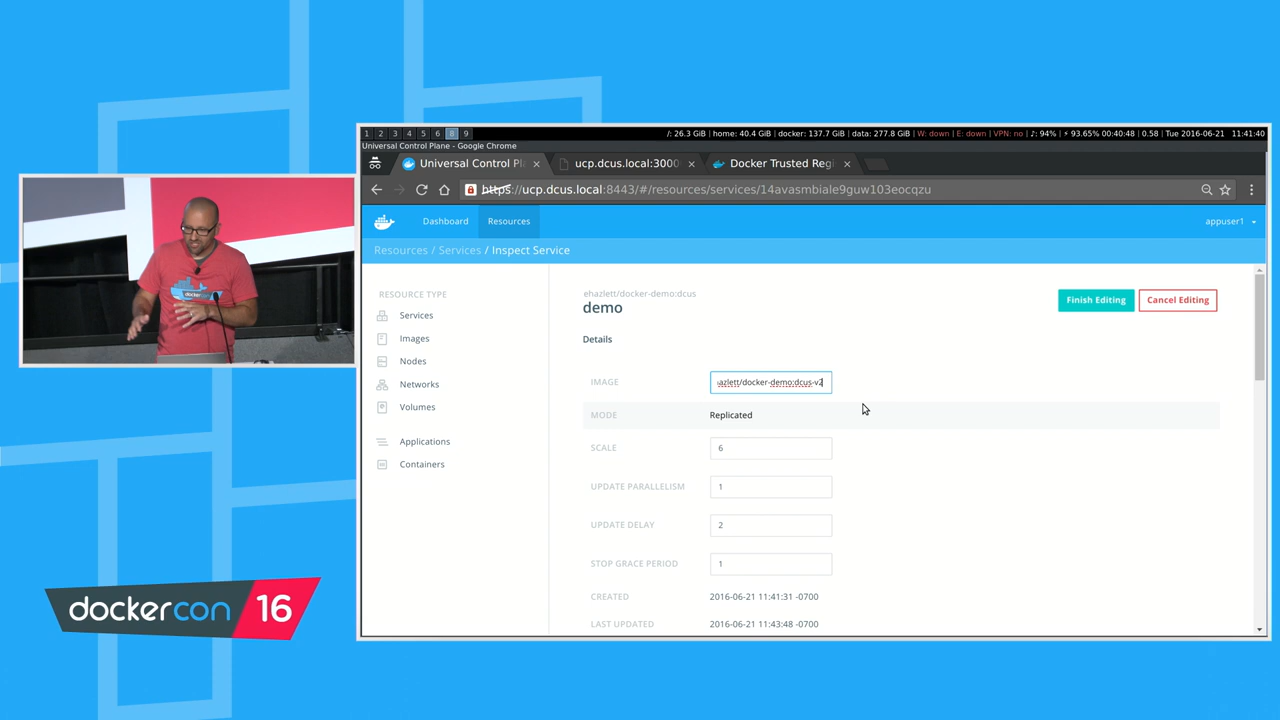 1 2 3 4 5 6 7 8 9
/: 26.3 GiB | home: 40.4 GiB | docker: 137.7 GiB | data: 277.8 GiB | W: down | E: down | VPN: no | ♪: 94% | ⚡ 93.65% 00:40:48 | 0.58 | Tue 2016-06-21 11:41:40
Universal Control Plane - Google Chrome
Universal Control Pl
ucp.dcus.local:3000
Docker Trusted Regi
https://ucp.dcus.local:8443/#/resources/services/14avasmbiale9guw103eocqzu
Dashboard Resources appuser1
Resources / Services / Inspect Service
RESOURCE TYPE
Services
Images
Nodes
Networks
Volumes
Applications
Containers
ehazlett/docker-demo:dcus
demo
Finish Editing Cancel Editing
Details
IMAGE azlett/docker-demo:dcus-v2
MODE Replicated
SCALE 6
UPDATE PARALLELISM 1
UPDATE DELAY 2
STOP GRACE PERIOD 1
CREATED 2016-06-21 11:41:31 -0700
LAST UPDATED 2016-06-21 11:43:48 -0700
dockercon 16